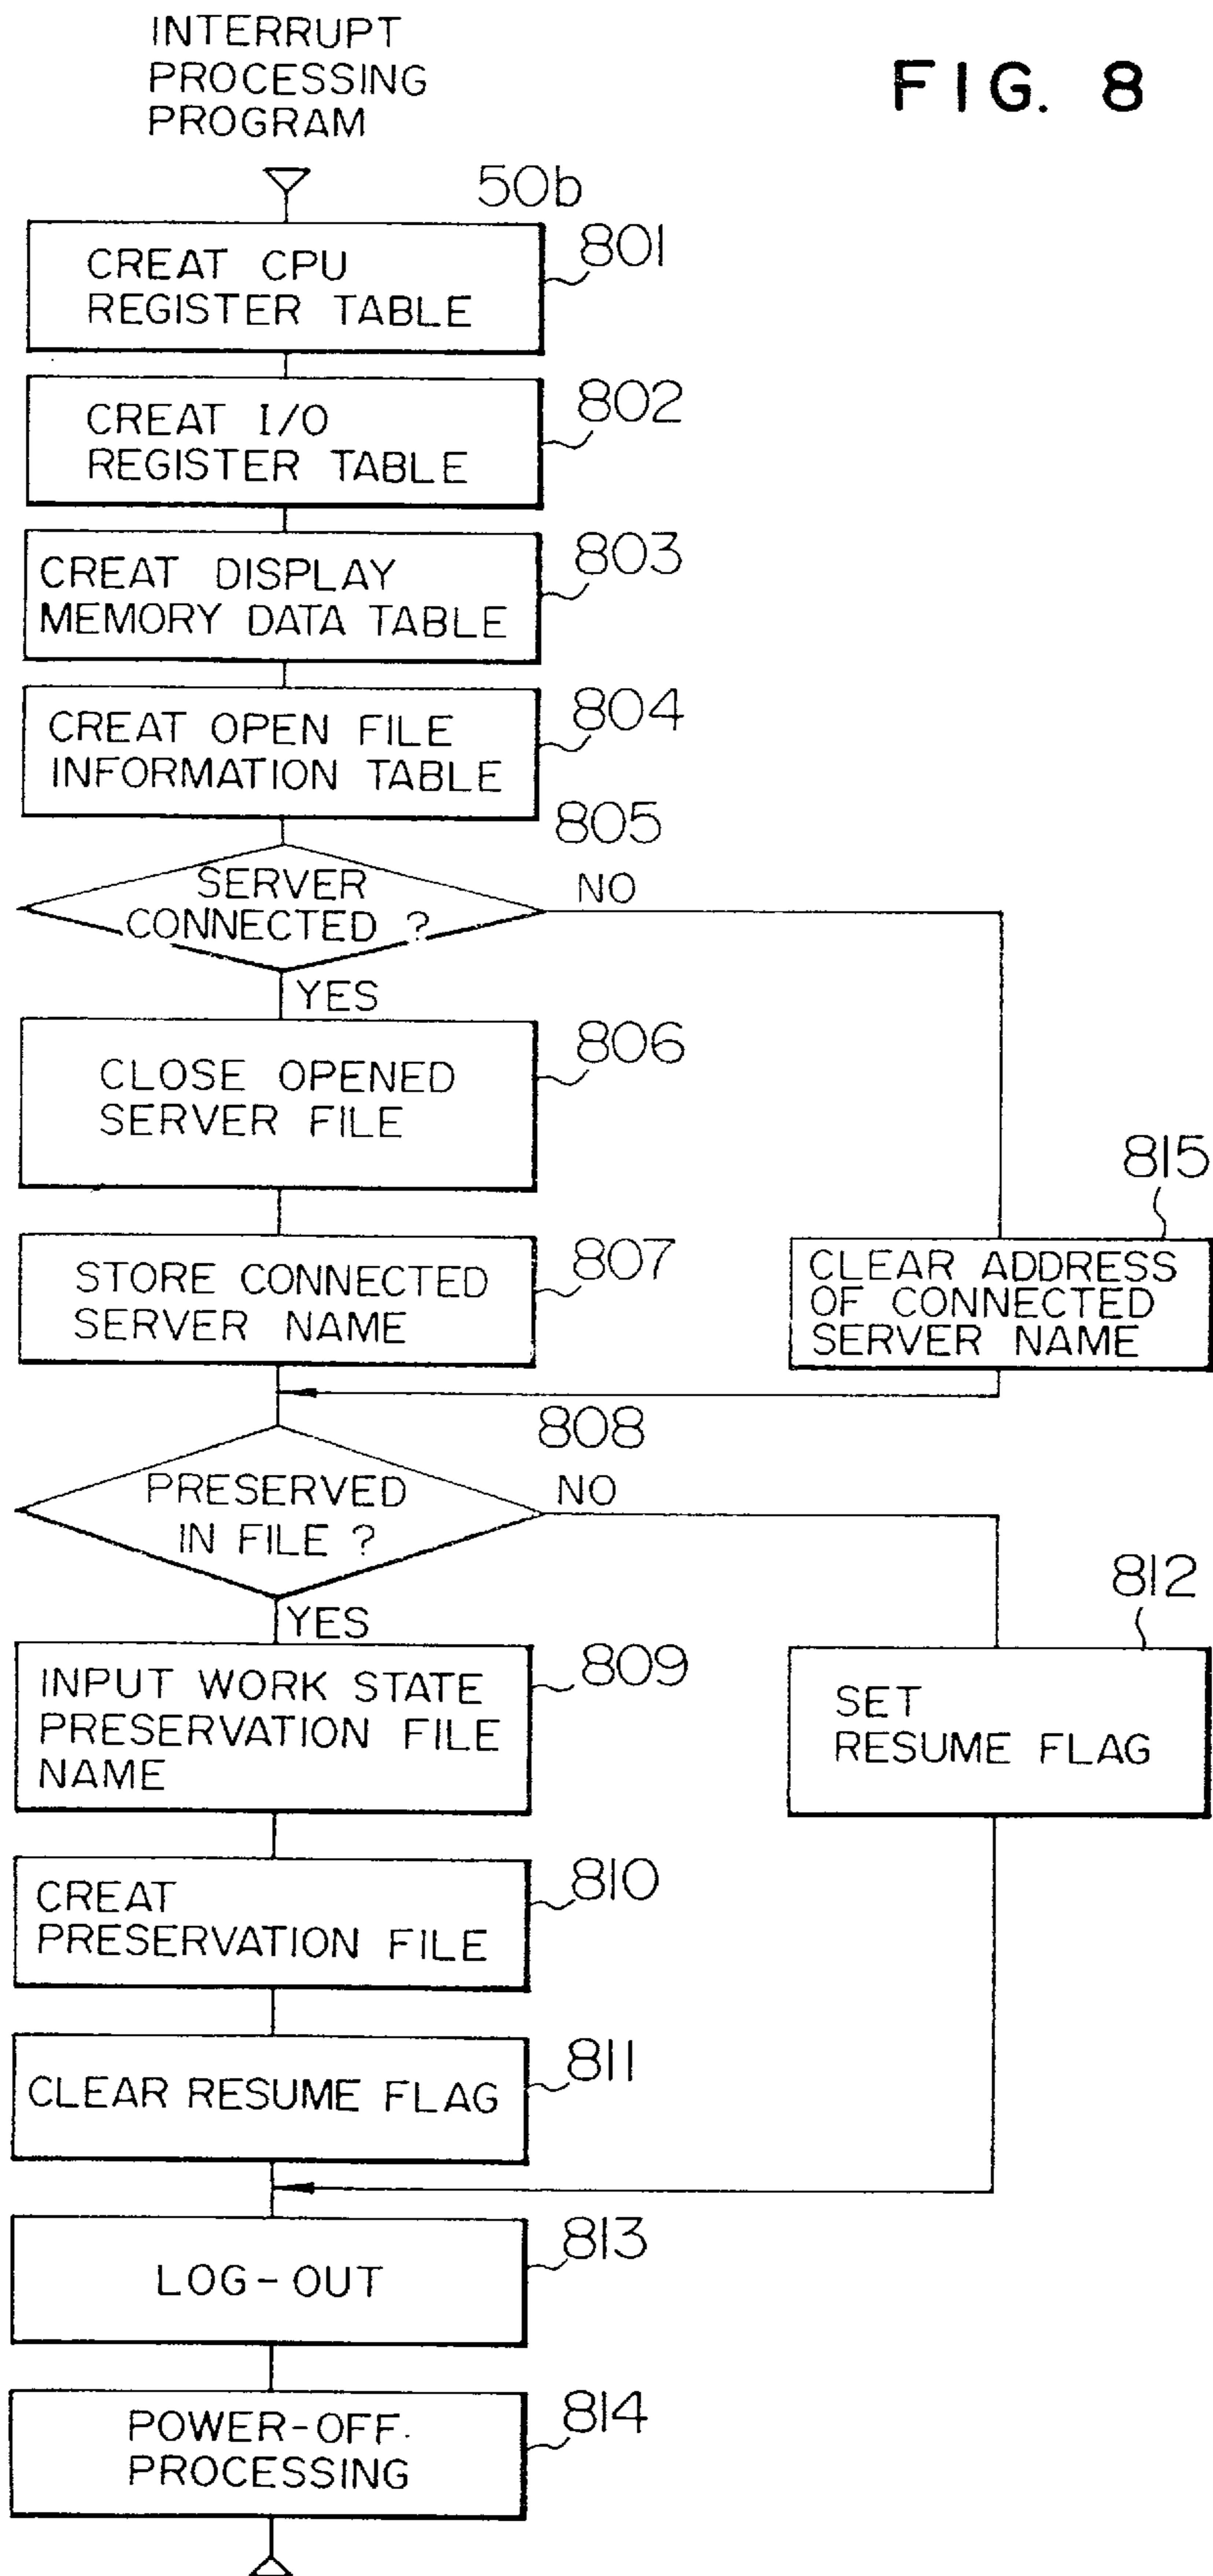 INTERRUPT
PROCESSING
PROGRAM
FIG. 8
50b
CREAT CPU
REGISTER TABLE
801
CREAT I/O
REGISTER TABLE
802
CREAT DISPLAY
MEMORY DATA TABLE
803
CREAT OPEN FILE
INFORMATION TABLE
804
805
SERVER
CONNECTED ?
NO
YES
CLOSE OPENED
SERVER FILE
806
815
STORE CONNECTED
SERVER NAME
807
CLEAR ADDRESS
OF CONNECTED
SERVER NAME
808
PRESERVED
IN FILE ?
NO
YES
812
INPUT WORK STATE
PRESERVATION FILE
NAME
809
SET
RESUME FLAG
CREAT
PRESERVATION FILE
810
CLEAR RESUME FLAG
811
LOG-OUT
813
POWER-OFF
PROCESSING
814